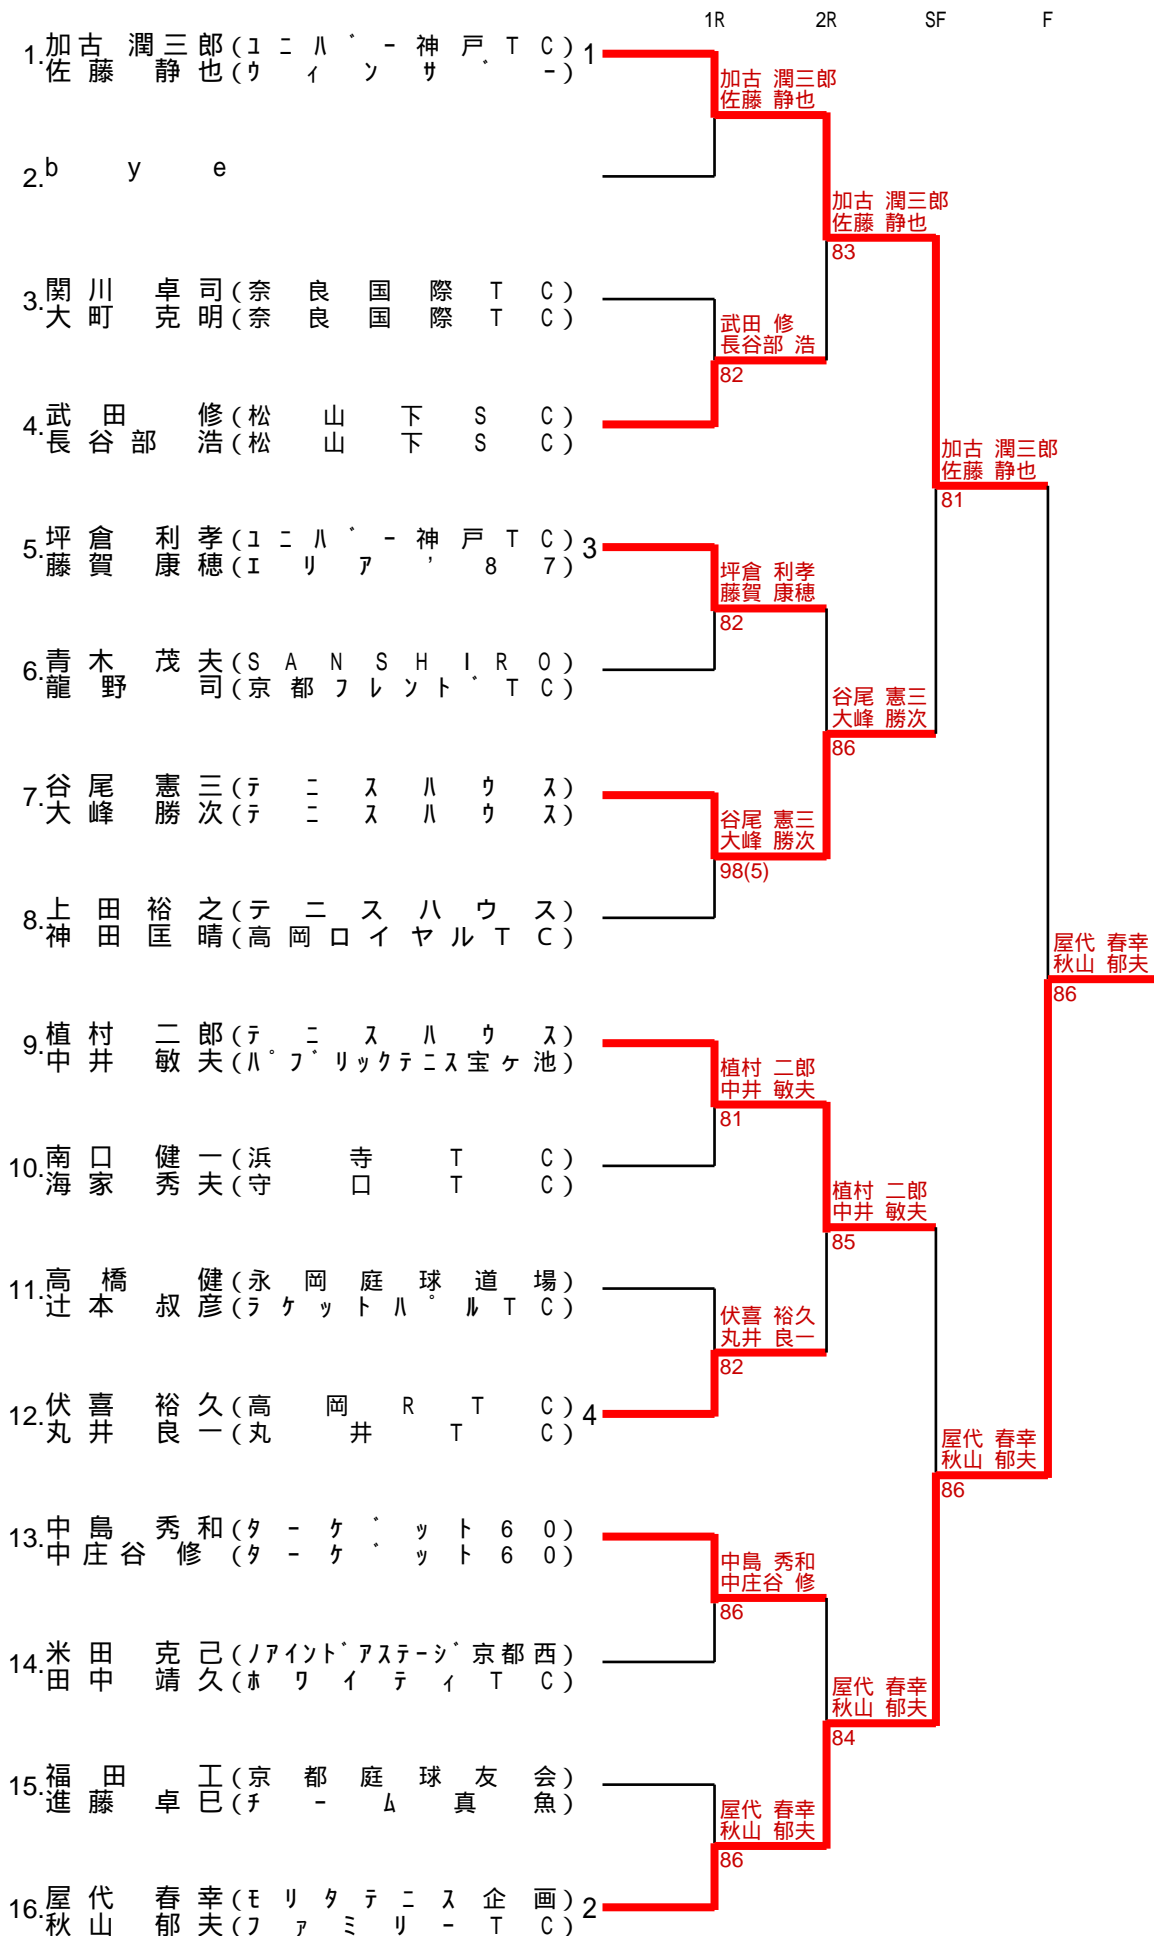 1R 2R SF F
1. 加古 潤三郎(ユニバー神戸TC) 1
佐藤 静也(ウィンザー)
2. bye
3. 関川 卓司(奈良国際TC)
大町 克明(奈良国際TC)
4. 武田 修(松山下SC)
長谷部 浩(松山下SC)
5. 坪倉 利孝(ユニバー神戸TC) 3
藤賀 康穂(エリア'87)
6. 青木 茂夫(SANSHIRO)
龍野 司(京都フレンドTC)
7. 谷尾 憲三(テニスハウス)
大峰 勝次(テニスハウス)
8. 上田裕之(テニスハウス)
神田匡晴(高岡ロイヤルTC)
9. 植村 二郎(テニスハウス)
中井 敏夫(パブリックテニス宝ヶ池)
10. 南口 健一(浜寺TC)
海家 秀夫(守口TC)
11. 高橋 健(永岡庭球道場)
辻本 叔彦(ラケットパルTC)
12. 伏喜 裕久(高岡RTC) 4
丸井 良一(丸井TC)
13. 中島 秀和(ターゲット60)
中庄谷 修(ターゲット60)
14. 米田 克己(ノアインドアステージ京都西)
田中 靖久(ホワイティTC)
15. 福田 工(京都庭球友会)
進藤 卓巳(チーム真魚)
16. 屋代 春幸(モリタテニス企画) 2
秋山 郁夫(ファミリーTC)
加古 潤三郎
佐藤 静也
武田 修
長谷部 浩
82
坪倉 利孝
藤賀 康穂
82
谷尾 憲三
大峰 勝次
98(5)
植村 二郎
中井 敏夫
81
伏喜 裕久
丸井 良一
82
中島 秀和
中庄谷 修
86
屋代 春幸
秋山 郁夫
86
加古 潤三郎
佐藤 静也
83
谷尾 憲三
大峰 勝次
86
植村 二郎
中井 敏夫
85
屋代 春幸
秋山 郁夫
84
加古 潤三郎
佐藤 静也
81
屋代 春幸
秋山 郁夫
86
屋代 春幸
秋山 郁夫
86